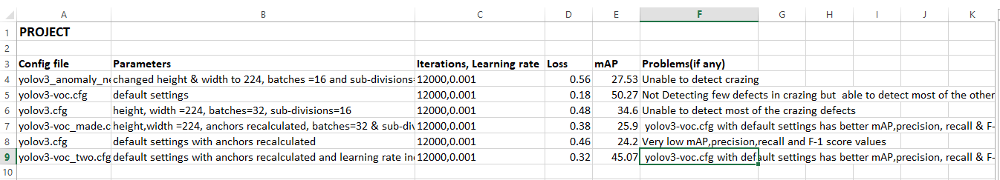 A B C D E F G H I J K
1 PROJECT
2
3 Config file Parameters Iterions, Learning rate Loss mAP Problems(if any)
4 yolov3_anomaly_ne changed height & width to 224, batches =16 and sub-divisions= 12000,0.001 0.56 27.53 Unable to detect crazing
5 yolov3-voc.cfg default settings 12000,0.001 0.18 50.27 Not Detecting few defects in crazing but able to detect most of the other
6 yolov3.cfg height, width =224, batches=32, sub-divisions=16 12000,0.001 0.48 34.6 Unable to detect most of the crazing defects
7 yolov3-voc_made.c height,width =224, anchors recalculated, batches=32 & sub-div 12000,0.001 0.38 25.9 yolov3-voc.cfg with default settings has better mAP,precision, recall & F-
8 yolov3.cfg default settings with anchors recalculated 12000,0.001 0.46 24.2 Very low mAP,precision,recall and F-1 score values
9 yolov3-voc_two.cfg default settings with anchors recalculated and learning rate in 12000,0.001 0.32 45.07 yolov3-voc.cfg with default settings has better mAP,precision, recall & F-
10